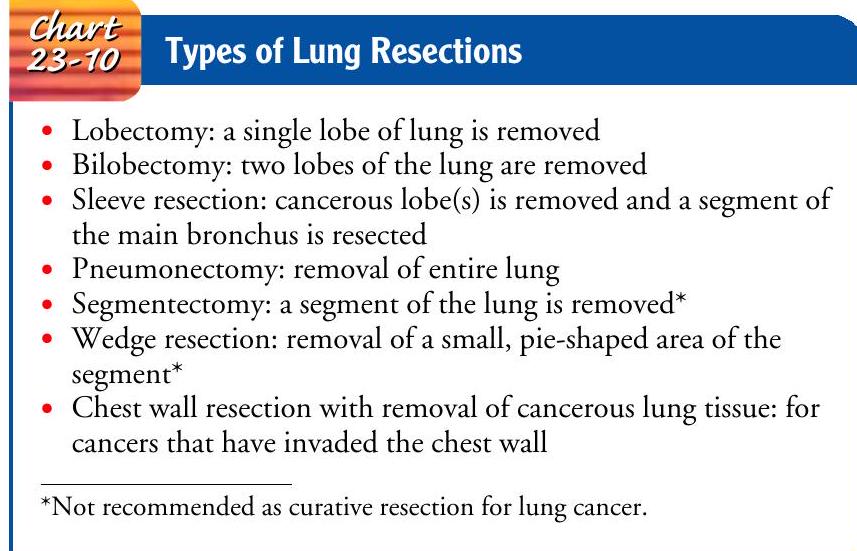 Chart
23-10
Types of Lung Resections
• Lobectomy: a single lobe of lung is removed
• Bilobectomy: two lobes of the lung are removed
• Sleeve resection: cancerous lobe(s) is removed and a segment of
the main bronchus is resected
• Pneumonectomy: removal of entire lung
• Segmentectomy: a segment of the lung is removed*
• Wedge resection: removal of a small, pie-shaped area of the
segment*
• Chest wall resection with removal of cancerous lung tissue: for
cancers that have invaded the chest wall
*Not recommended as curative resection for lung cancer.